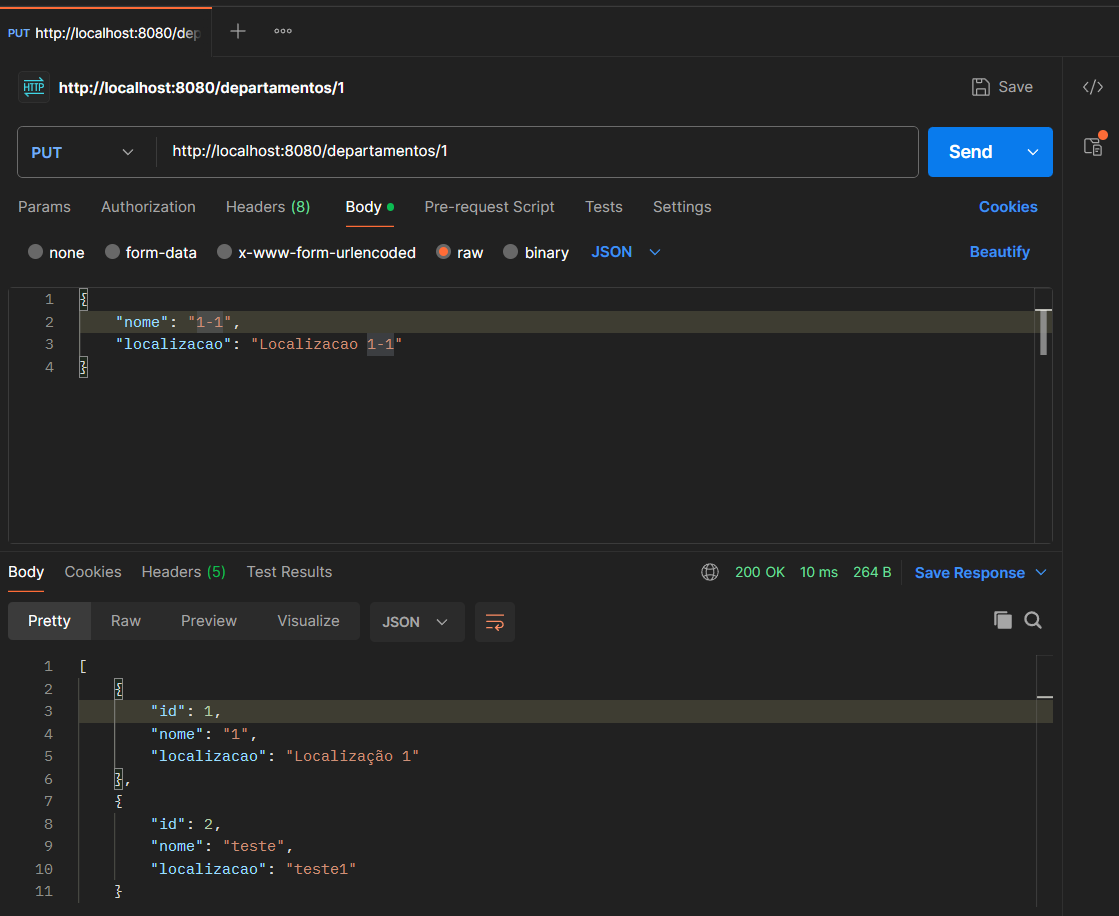 PUT http://localhost:8080/dep
HTTP http://localhost:8080/departamentos/1 Save </>
PUT http://localhost:8080/departamentos/1 Send
Params Authorization Headers (8) Body Pre-request Script Tests Settings Cookies
none form-data x-www-form-urlencoded raw binary JSON Beautify
1 {
2 "nome": "1-1",
3 "localizacao": "Localizacao 1-1"
4 }
Body Cookies Headers (5) Test Results 200 OK 10 ms 264 B Save Response
Pretty Raw Preview Visualize JSON
1 [
2 {
3 "id": 1,
4 "nome": "1",
5 "localizacao": "Localização 1"
6 },
7 {
8 "id": 2,
9 "nome": "teste",
10 "localizacao": "teste1"
11 }